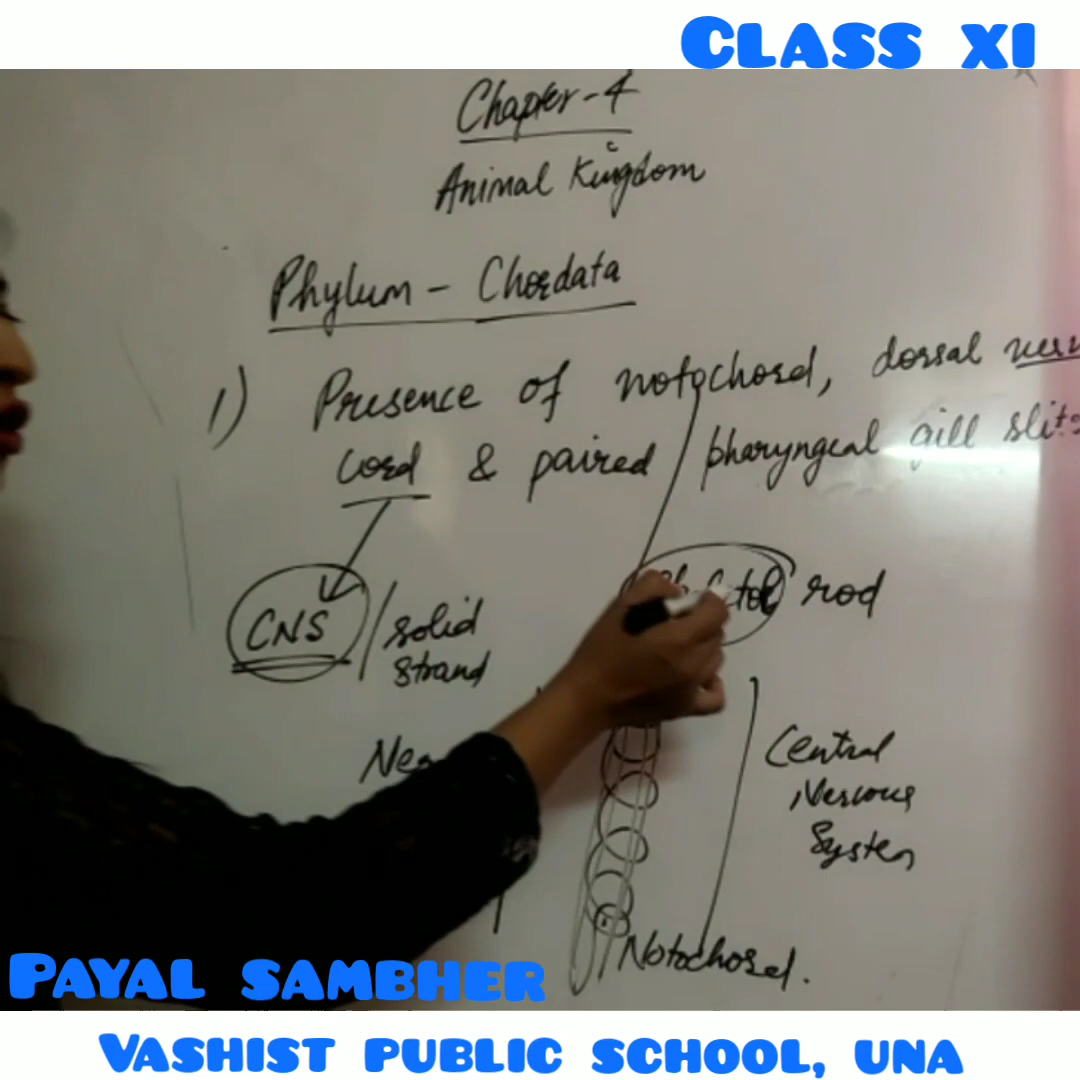 CLASS XI
Chapter-4
Animal Kingdom
Phylum - Chordata
1) Presence of notochord, dorsal
cord & paired pharyngeal gill slits
CNS / solid
strand
rod
Central
Nervous
System
Notochord.
PAYAL SAMBHER
VASHIST PUBLIC SCHOOL, UNA